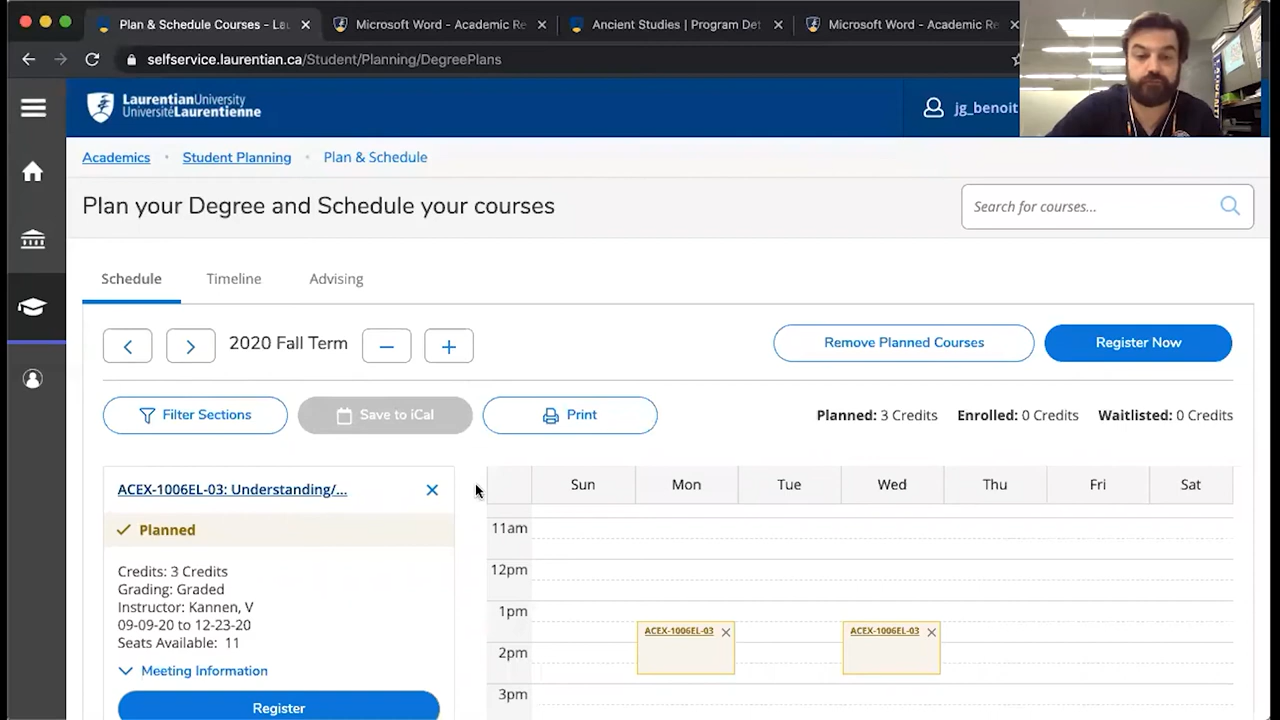 Plan & Schedule Courses - La
Microsoft Word - Academic Re
Ancient Studies | Program Det
Microsoft Word - Academic Re
selfservice.laurentian.ca/Student/Planning/DegreePlans
LaurentianUniversity
UniversitéLaurentienne
jg_benoit
Academics · Student Planning · Plan & Schedule
Plan your Degree and Schedule your courses
Search for courses...
Schedule Timeline Advising
2020 Fall Term
Remove Planned Courses
Register Now
Filter Sections
Save to iCal
Print
Planned: 3 Credits Enrolled: 0 Credits Waitlisted: 0 Credits
ACEX-1006EL-03: Understanding/...
Planned
Credits: 3 Credits
Grading: Graded
Instructor: Kannen, V
09-09-20 to 12-23-20
Seats Available: 11
Meeting Information
Register
Sun Mon Tue Wed Thu Fri Sat
11am
12pm
1pm
ACEX-1006EL-03 ACEX-1006EL-03
2pm
3pm